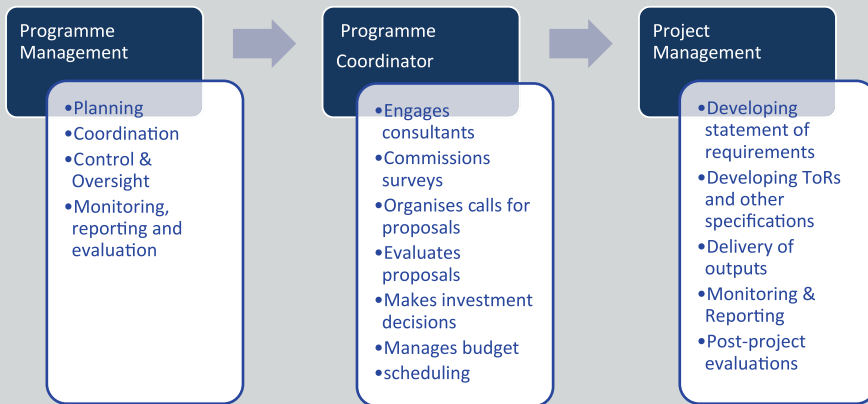 Programme
Management
•Planning
•Coordination
•Control &
Oversight
•Monitoring,
reporting and
evaluation
Programme
Coordinator
•Engages
consultants
•Commissions
surveys
•Organises calls for
proposals
•Evaluates
proposals
•Makes investment
decisions
•Manages budget
•scheduling
Project
Management
•Developing
statement of
requirements
•Developing ToRs
and other
specifications
•Delivery of
outputs
•Monitoring &
Reporting
•Post-project
evaluations